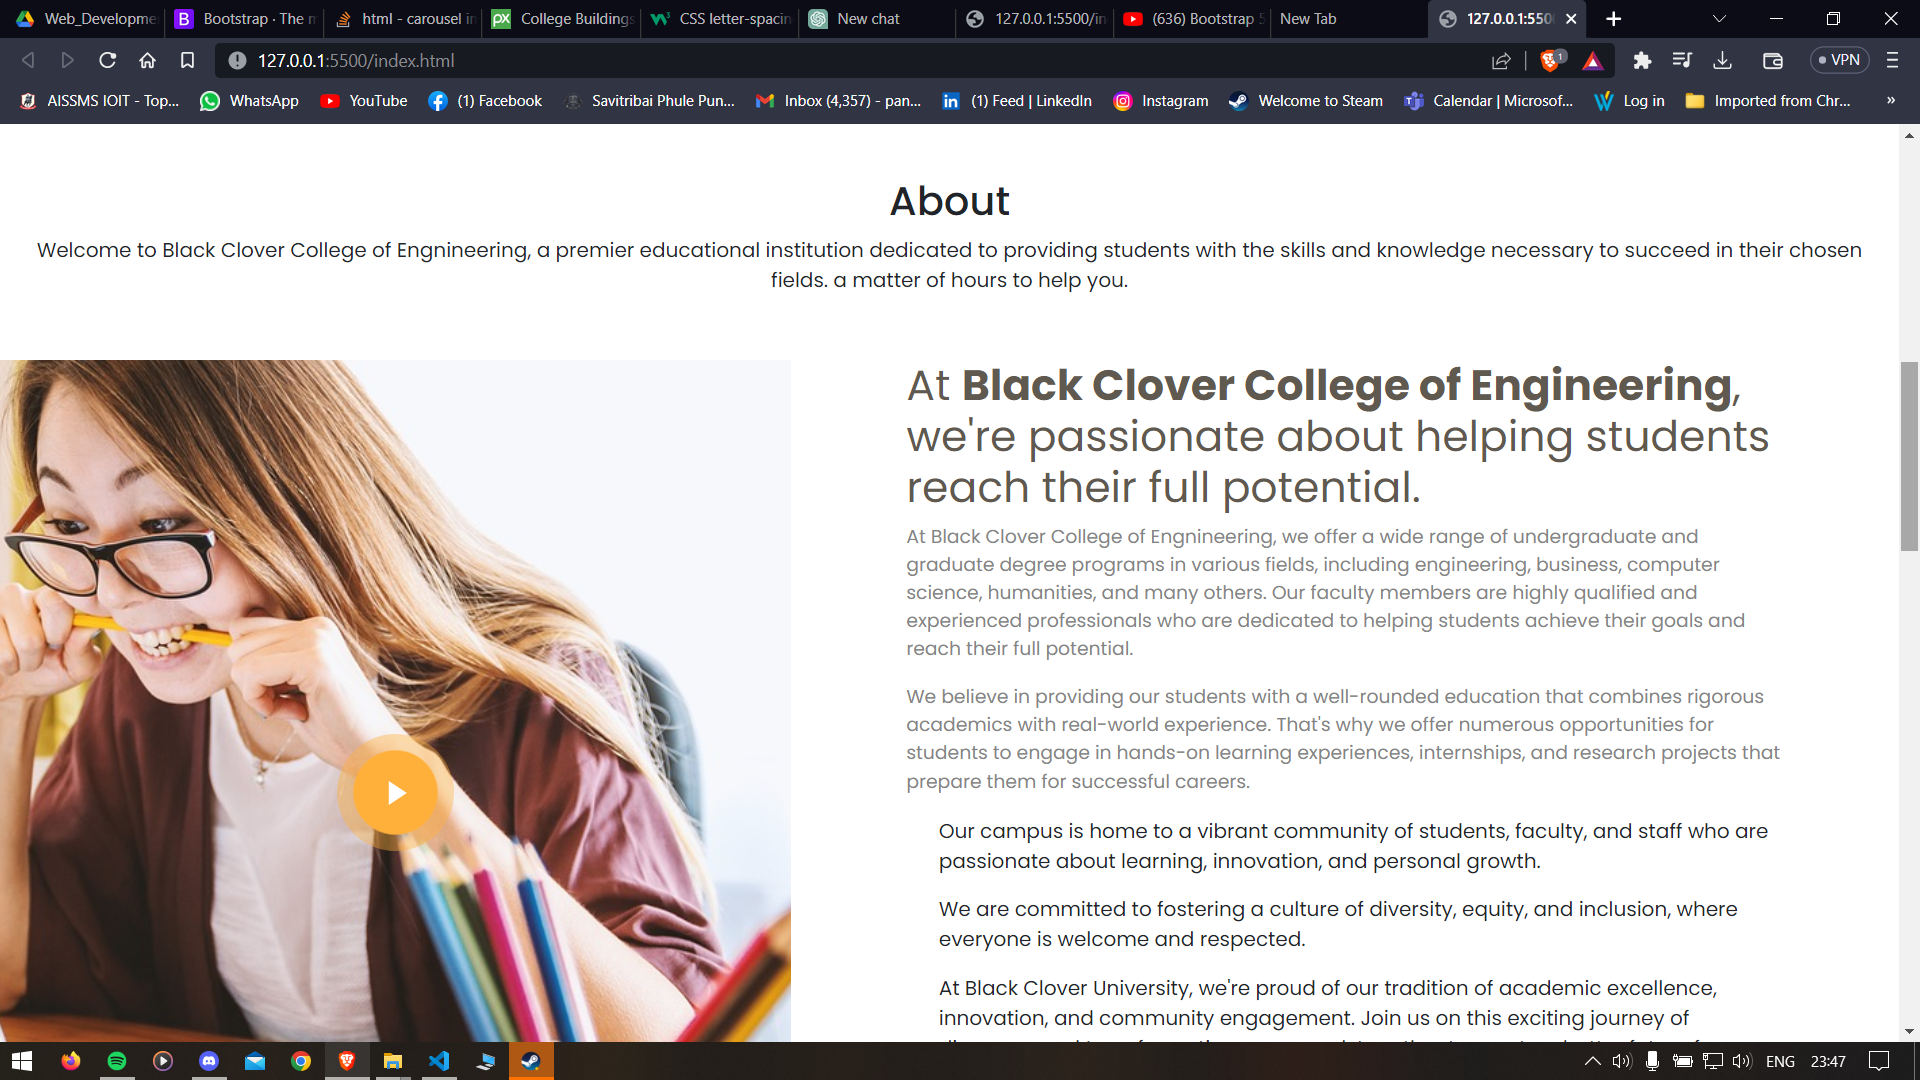 Web_Developme
Bootstrap · The m
html - carousel in
College Buildings
CSS letter-spacin
New chat
127.0.0.1:5500/in
(636) Bootstrap 5
New Tab
127.0.0.1:550
127.0.0.1:5500/index.html
1
VPN
AISSMS IOIT - Top...
WhatsApp
YouTube
(1) Facebook
Savitribai Phule Pun...
Inbox (4,357) - pan...
(1) Feed | LinkedIn
Instagram
Welcome to Steam
Calendar | Microsof...
Log in
Imported from Chr...
»
About
Welcome to Black Clover College of Engnineering, a premier educational institution dedicated to providing students with the skills and knowledge necessary to succeed in their chosen
fields. a matter of hours to help you.
At Black Clover College of Engineering,
we're passionate about helping students
reach their full potential.
At Black Clover College of Engnineering, we offer a wide range of undergraduate and
graduate degree programs in various fields, including engineering, business, computer
science, humanities, and many others. Our faculty members are highly qualified and
experienced professionals who are dedicated to helping students achieve their goals and
reach their full potential.
We believe in providing our students with a well-rounded education that combines rigorous
academics with real-world experience. That's why we offer numerous opportunities for
students to engage in hands-on learning experiences, internships, and research projects that
prepare them for successful careers.
Our campus is home to a vibrant community of students, faculty, and staff who are
passionate about learning, innovation, and personal growth.
We are committed to fostering a culture of diversity, equity, and inclusion, where
everyone is welcome and respected.
At Black Clover University, we're proud of our tradition of academic excellence,
innovation, and community engagement. Join us on this exciting journey of
ENG
23:47